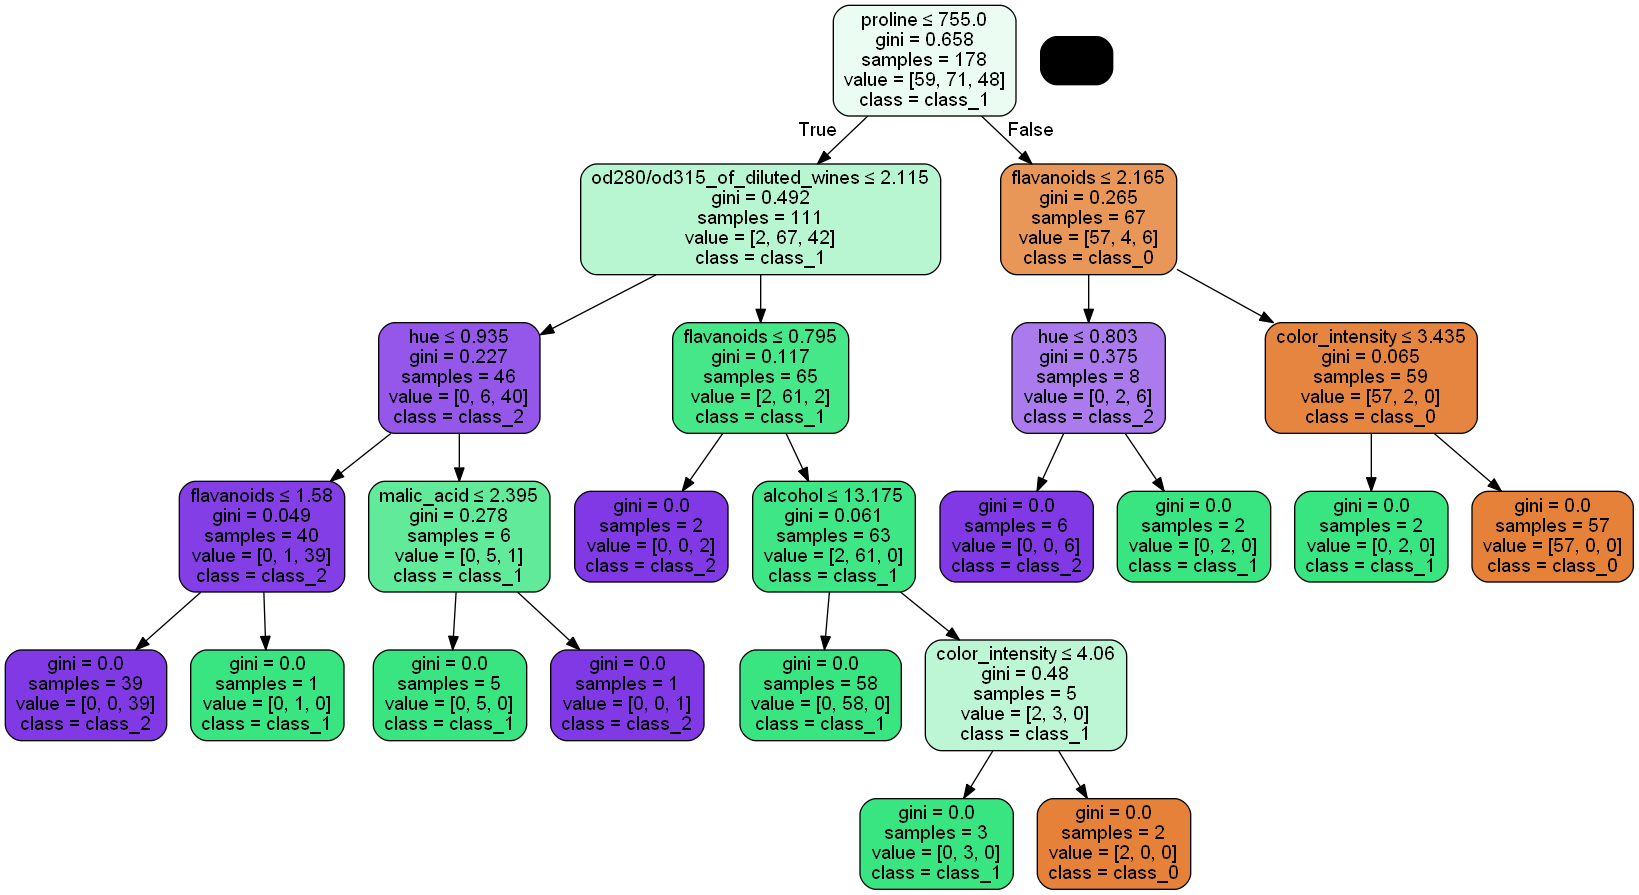 proline ≤ 755.0
gini = 0.658
samples = 178
value = [59, 71, 48]
class = class_1
True
False
od280/od315_of_diluted_wines ≤ 2.115
gini = 0.492
samples = 111
value = [2, 67, 42]
class = class_1
flavanoids ≤ 2.165
gini = 0.265
samples = 67
value = [57, 4, 6]
class = class_0
hue ≤ 0.935
gini = 0.227
samples = 46
value = [0, 6, 40]
class = class_2
flavanoids ≤ 0.795
gini = 0.117
samples = 65
value = [2, 61, 2]
class = class_1
hue ≤ 0.803
gini = 0.375
samples = 8
value = [0, 2, 6]
class = class_2
color_intensity ≤ 3.435
gini = 0.065
samples = 59
value = [57, 2, 0]
class = class_0
flavanoids ≤ 1.58
gini = 0.049
samples = 40
value = [0, 1, 39]
class = class_2
malic_acid ≤ 2.395
gini = 0.278
samples = 6
value = [0, 5, 1]
class = class_1
gini = 0.0
samples = 2
value = [0, 0, 2]
class = class_2
alcohol ≤ 13.175
gini = 0.061
samples = 63
value = [2, 61, 0]
class = class_1
gini = 0.0
samples = 6
value = [0, 0, 6]
class = class_2
gini = 0.0
samples = 2
value = [0, 2, 0]
class = class_1
gini = 0.0
samples = 2
value = [0, 2, 0]
class = class_1
gini = 0.0
samples = 57
value = [57, 0, 0]
class = class_0
gini = 0.0
samples = 39
value = [0, 0, 39]
class = class_2
gini = 0.0
samples = 1
value = [0, 1, 0]
class = class_1
gini = 0.0
samples = 5
value = [0, 5, 0]
class = class_1
gini = 0.0
samples = 1
value = [0, 0, 1]
class = class_2
gini = 0.0
samples = 58
value = [0, 58, 0]
class = class_1
color_intensity ≤ 4.06
gini = 0.48
samples = 5
value = [2, 3, 0]
class = class_1
gini = 0.0
samples = 3
value = [0, 3, 0]
class = class_1
gini = 0.0
samples = 2
value = [2, 0, 0]
class = class_0